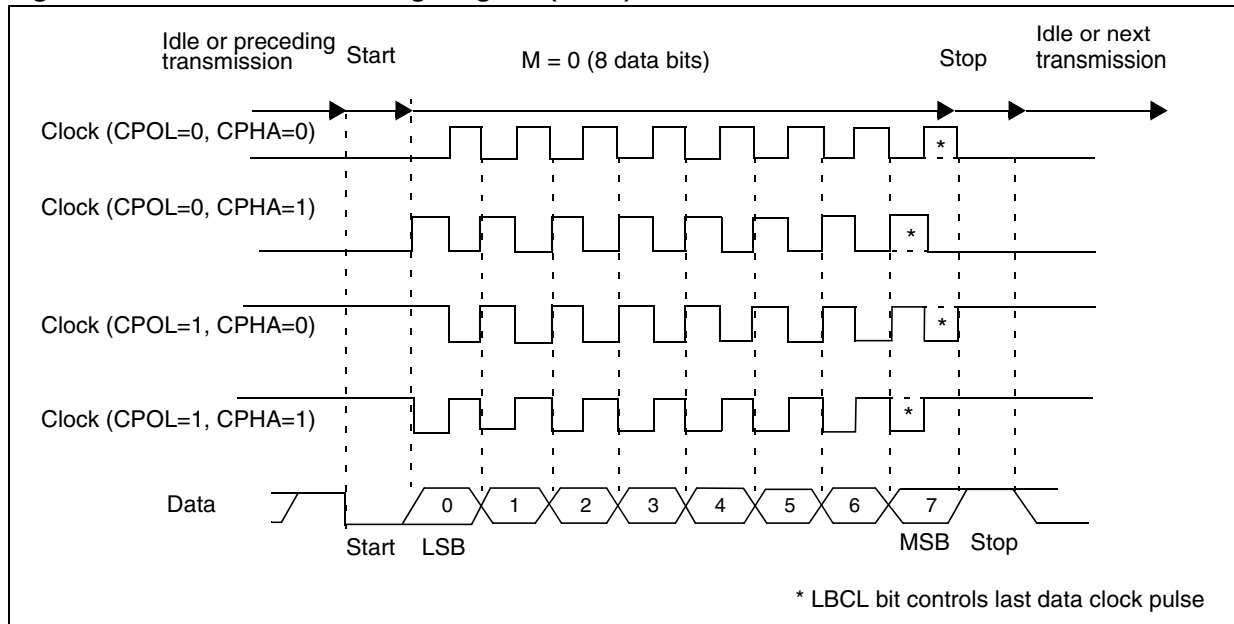 Idle or preceding
transmission
Start
M = 0 (8 data bits)
Stop
Idle or next
transmission
Clock (CPOL=0, CPHA=0)
*
Clock (CPOL=0, CPHA=1)
*
Clock (CPOL=1, CPHA=0)
*
Clock (CPOL=1, CPHA=1)
*
Data
0 1 2 3 4 5 6 7
Start LSB MSB Stop
* LBCL bit controls last data clock pulse